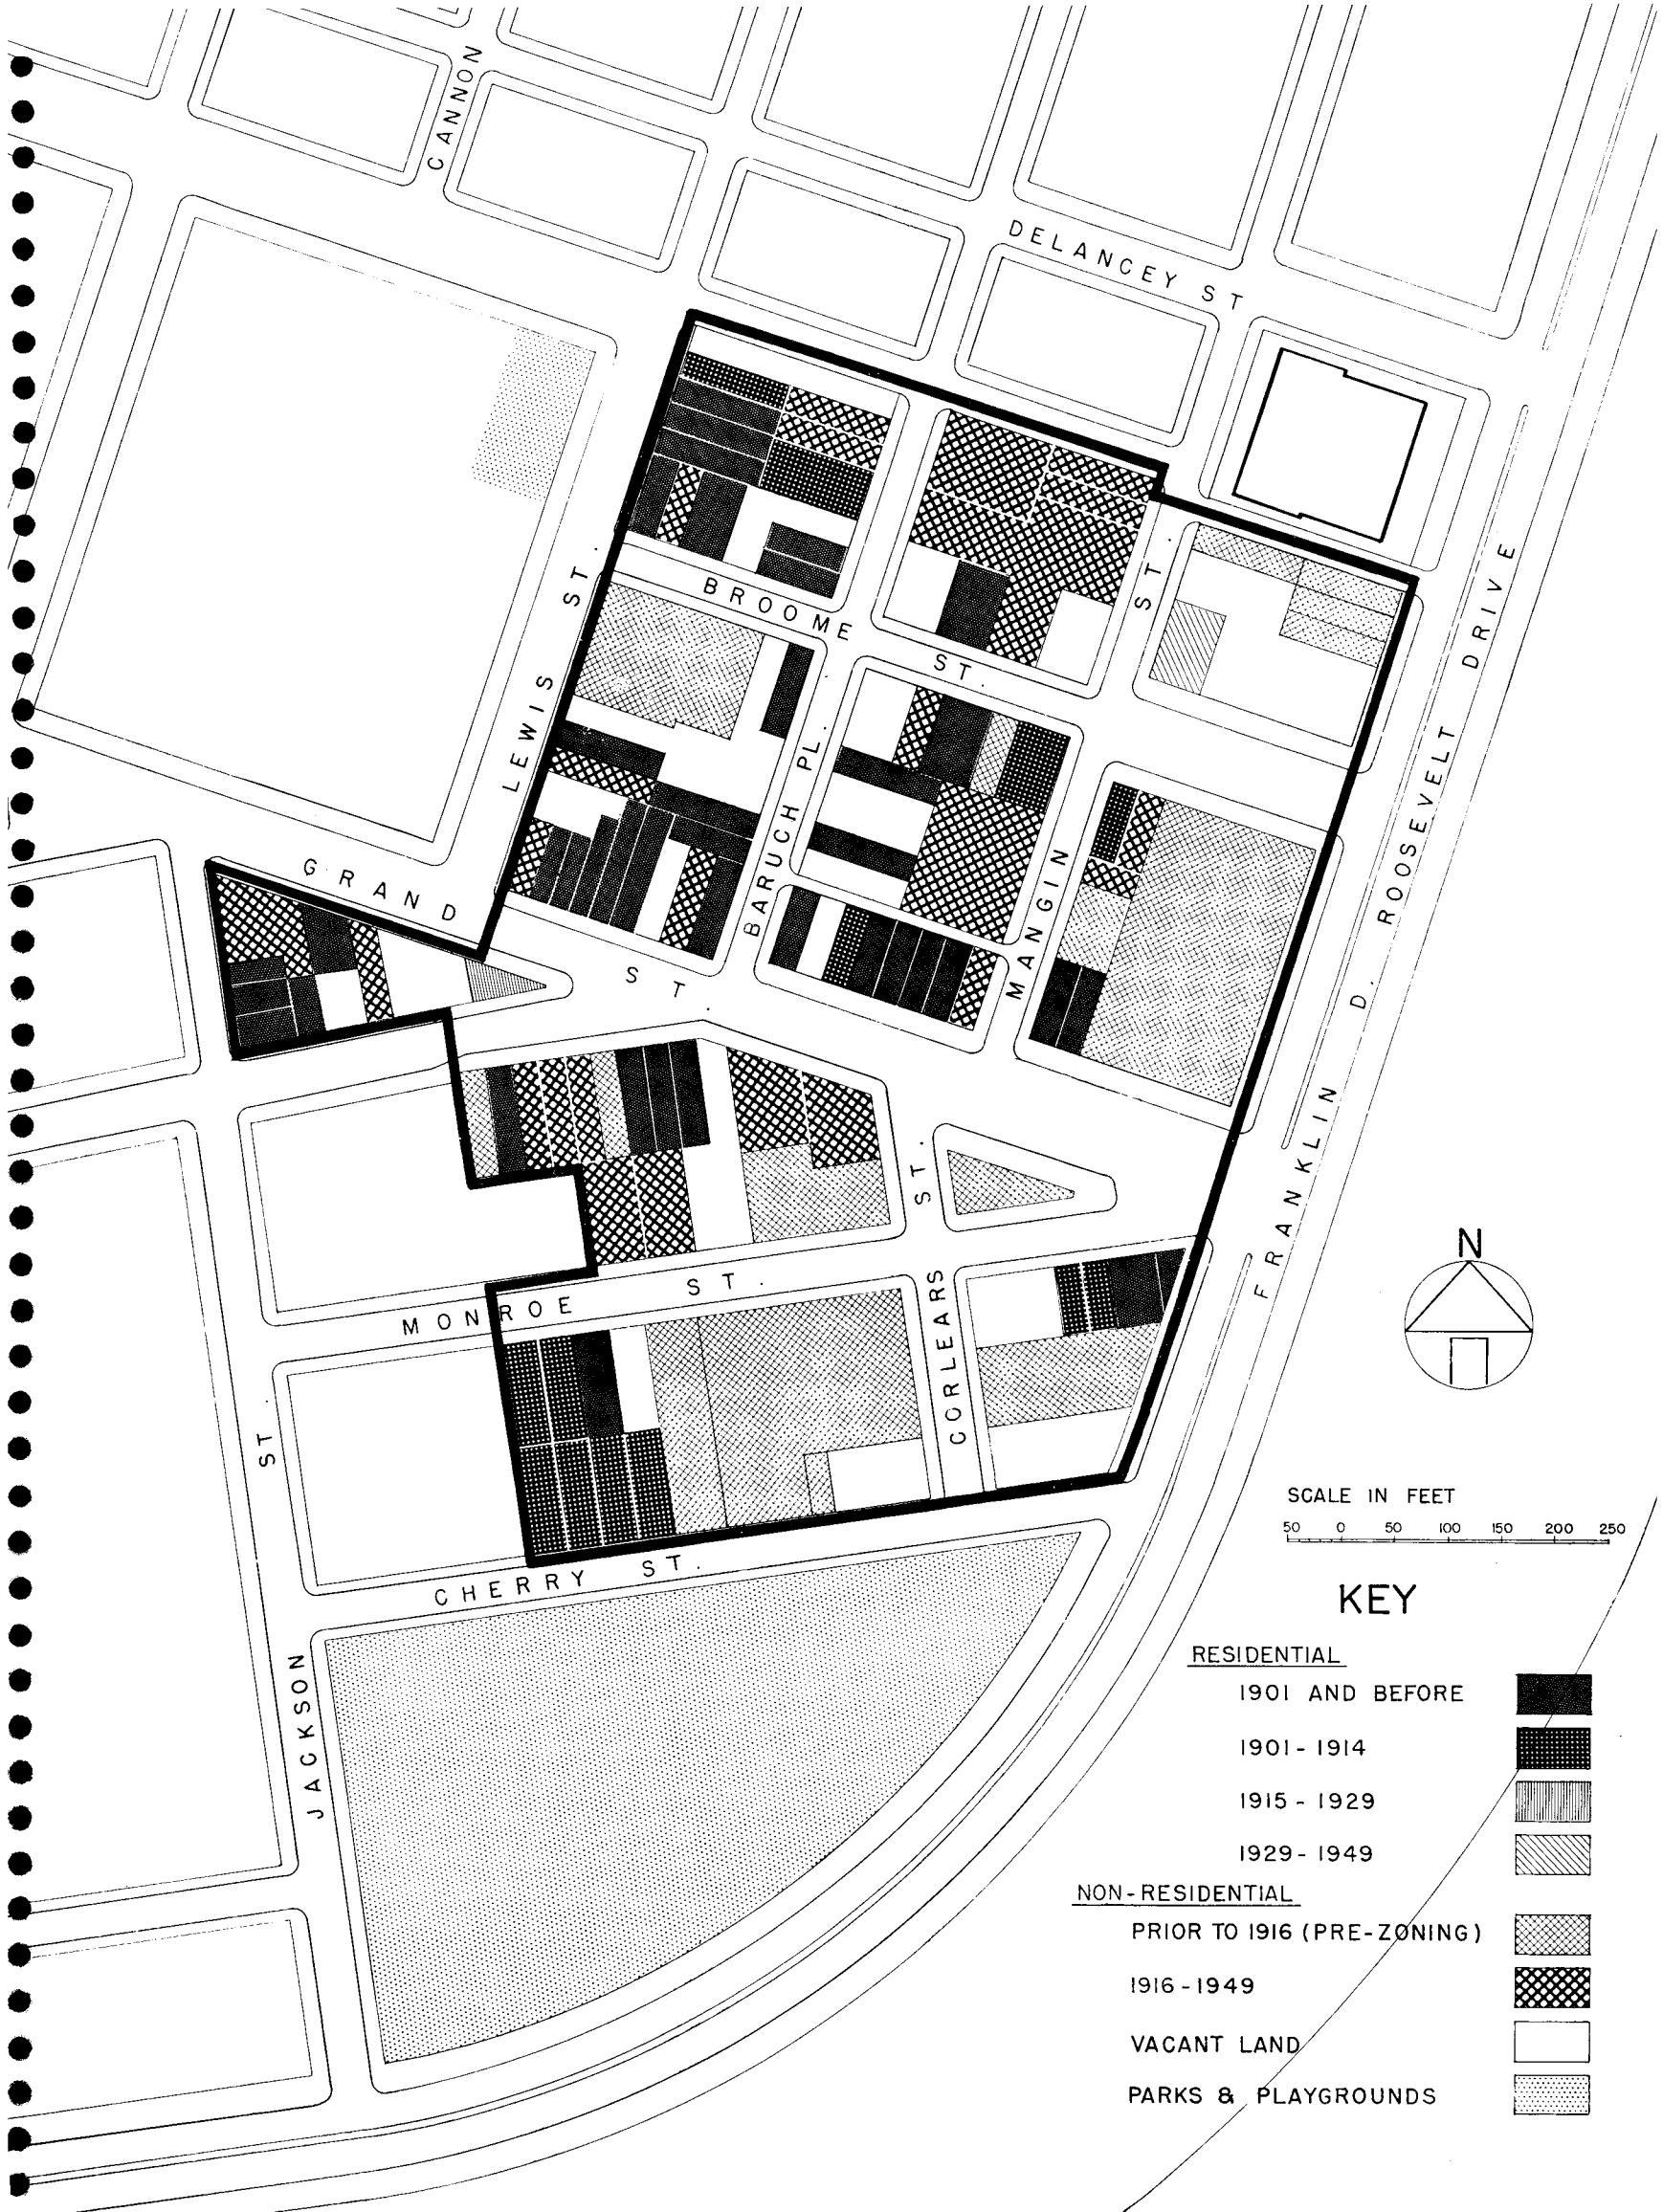 CANNON
DELANCEY ST
BROOME ST.
LEWIS ST.
BARUCH PL.
MANGIN ST.
FRANKLIN D. ROOSEVELT DRIVE
GRAND ST.
MONROE ST.
CORLEARS ST.
CHERRY ST.
JACKSON ST.
N
SCALE IN FEET
50 0 50 100 150 200 250
KEY
RESIDENTIAL
1901 AND BEFORE
1901-1914
1915-1929
1929-1949
NON-RESIDENTIAL
PRIOR TO 1916 (PRE-ZONING)
1916-1949
VACANT LAND
PARKS & PLAYGROUNDS